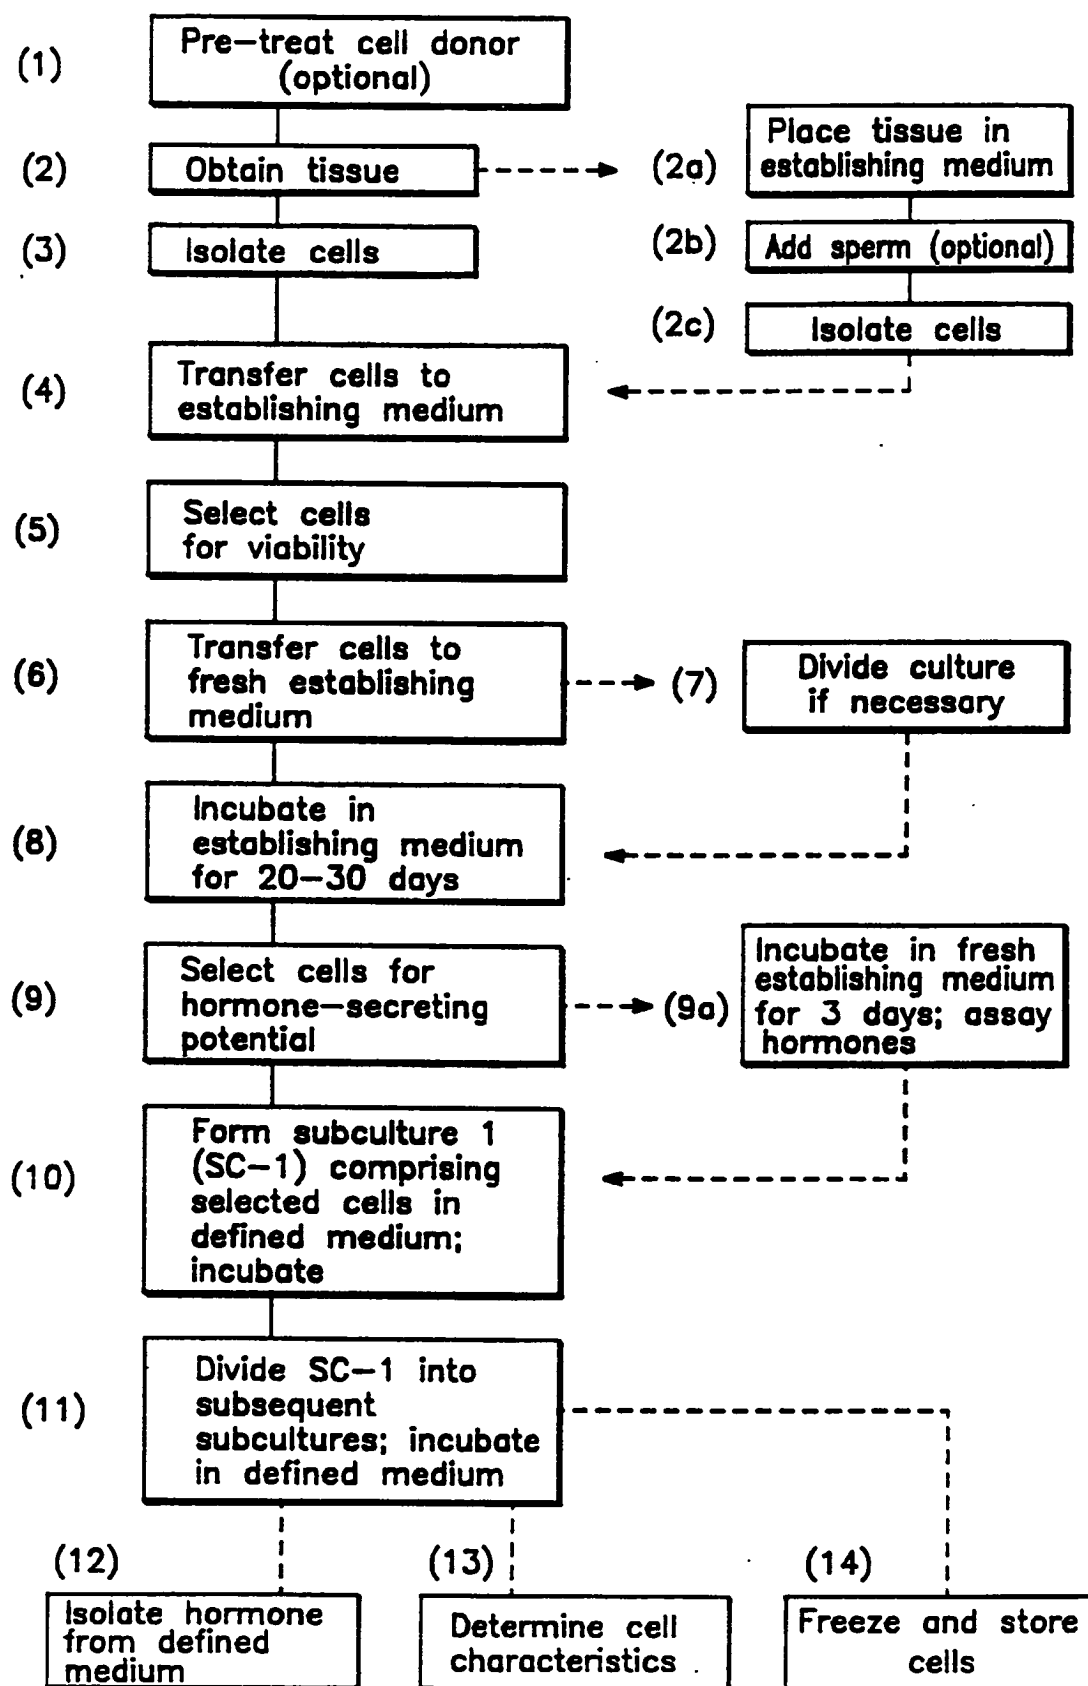 (1)
Pre-treat cell donor
(optional)
(2)
Obtain tissue
(2a)
Place tissue in
establishing medium
(3)
Isolate cells
(2b)
Add sperm (optional)
(2c)
Isolate cells
(4)
Transfer cells to
establishing medium
(5)
Select cells
for viability
(6)
Transfer cells to
fresh establishing
medium
(7)
Divide culture
if necessary
(8)
Incubate in
establishing medium
for 20-30 days
(9)
Select cells for
hormone-secreting
potential
(9a)
Incubate in fresh
establishing medium
for 3 days; assay
hormones
(10)
Form subculture 1
(SC-1) comprising
selected cells in
defined medium;
incubate
(11)
Divide SC-1 into
subsequent
subcultures; incubate
in defined medium
(12)
Isolate hormone
from defined
medium
(13)
Determine cell
characteristics
(14)
Freeze and store
cells